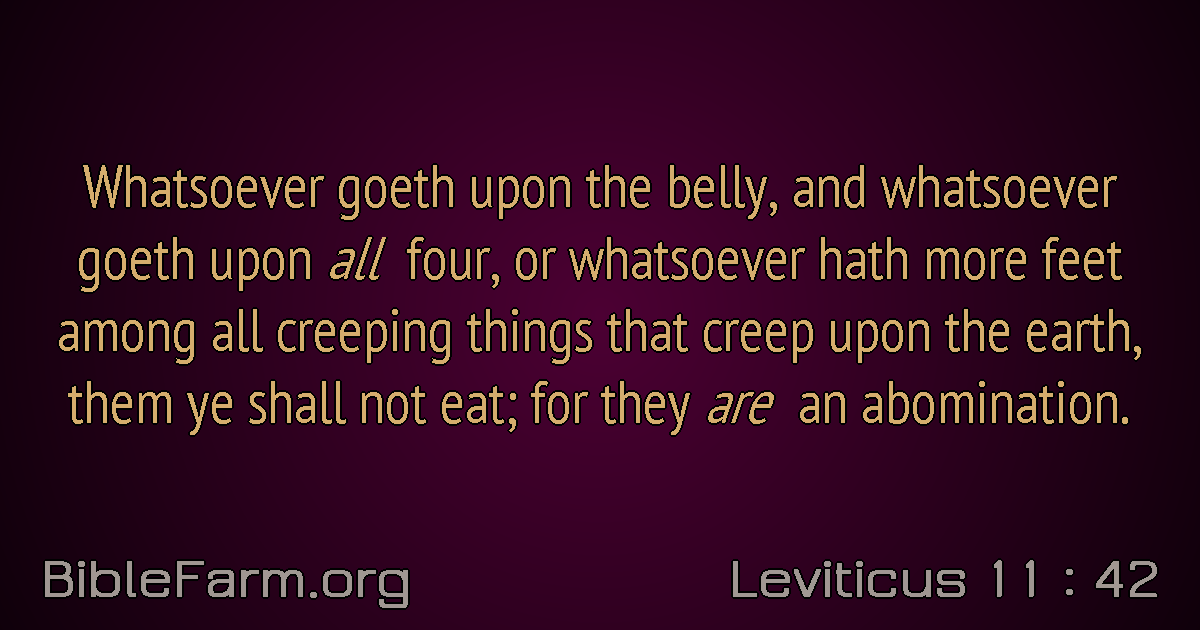 Whatsoever goeth upon the belly, and whatsoever
goeth upon all four, or whatsoever hath more feet
among all creeping things that creep upon the earth,
them ye shall not eat; for they are an abomination.
BibleFarm.org
Leviticus 11 : 42